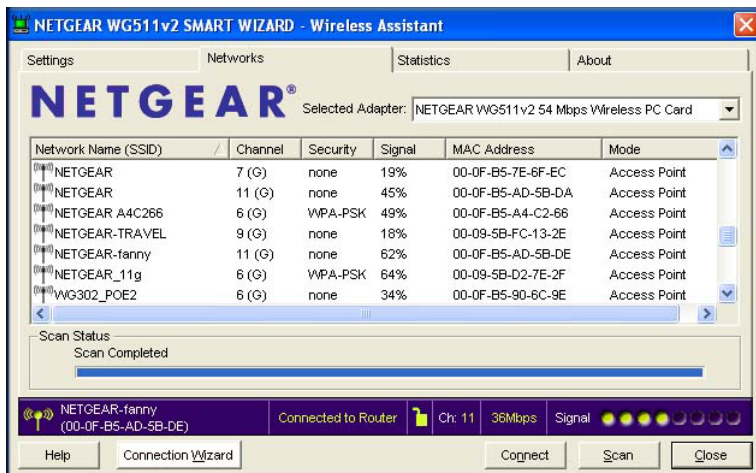 NETGEAR WG511v2 SMART WIZARD - Wireless Assistant
Settings Networks Statistics About
NETGEAR® Selected Adapter: NETGEAR WG511v2 54 Mbps Wireless PC Card
Network Name (SSID) Channel Security Signal MAC Address Mode
NETGEAR 7 (G) none 19% 00-0F-B5-7E-6F-EC Access Point
NETGEAR 11 (G) none 45% 00-0F-B5-AD-5B-DA Access Point
NETGEAR A4C266 6 (G) WPA-PSK 49% 00-0F-B5-A4-C2-66 Access Point
NETGEAR-TRAVEL 9 (G) none 18% 00-09-5B-FC-13-2E Access Point
NETGEAR-fanny 11 (G) none 62% 00-0F-B5-AD-5B-DE Access Point
NETGEAR_11g 6 (G) WPA-PSK 64% 00-09-5B-D2-7E-2F Access Point
WG302_POE2 6 (G) none 34% 00-0F-B5-90-6C-9E Access Point
Scan Status
Scan Completed
NETGEAR-fanny
(00-0F-B5-AD-5B-DE) Connected to Router Ch: 11 36Mbps Signal
Help Connection Wizard Connect Scan Close